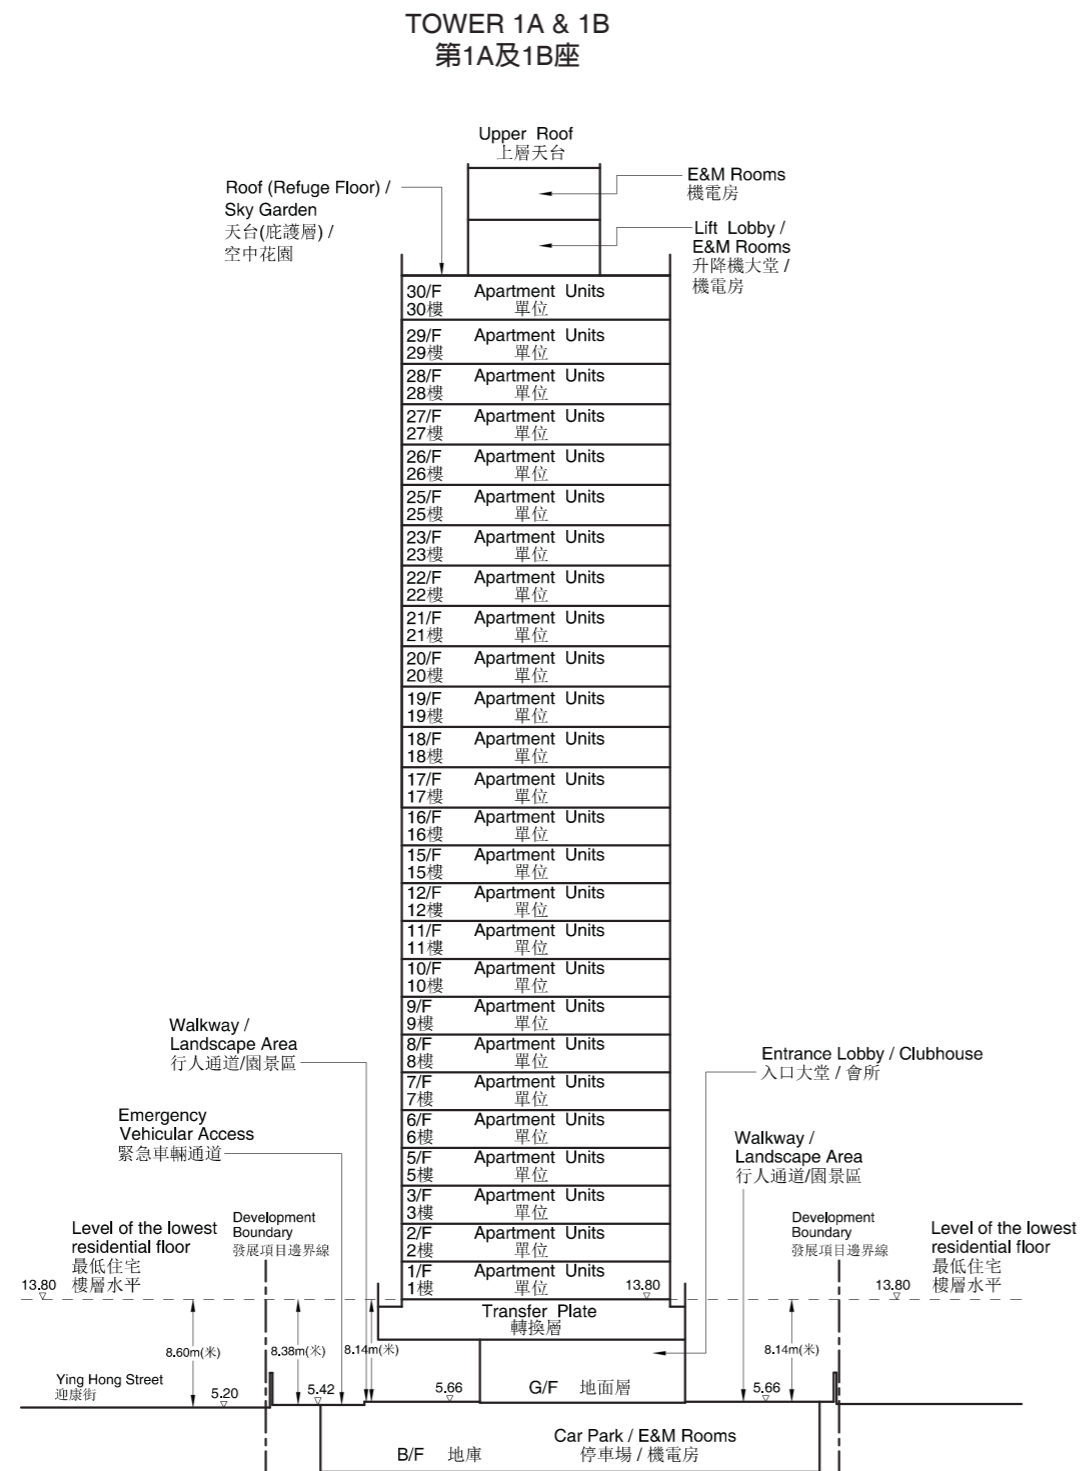 TOWER 1A & 1B
第1A及1B座
Upper Roof
上層天台
Roof (Refuge Floor) /
Sky Garden
天台(庇護層) /
空中花園
E&M Rooms
機電房
Lift Lobby /
E&M Rooms
升降機大堂 /
機電房
30/F Apartment Units
30樓 單位
29/F Apartment Units
29樓 單位
28/F Apartment Units
28樓 單位
27/F Apartment Units
27樓 單位
26/F Apartment Units
26樓 單位
25/F Apartment Units
25樓 單位
23/F Apartment Units
23樓 單位
22/F Apartment Units
22樓 單位
21/F Apartment Units
21樓 單位
20/F Apartment Units
20樓 單位
19/F Apartment Units
19樓 單位
18/F Apartment Units
18樓 單位
17/F Apartment Units
17樓 單位
16/F Apartment Units
16樓 單位
15/F Apartment Units
15樓 單位
12/F Apartment Units
12樓 單位
11/F Apartment Units
11樓 單位
10/F Apartment Units
10樓 單位
9/F Apartment Units
9樓 單位
8/F Apartment Units
8樓 單位
7/F Apartment Units
7樓 單位
6/F Apartment Units
6樓 單位
5/F Apartment Units
5樓 單位
3/F Apartment Units
3樓 單位
2/F Apartment Units
2樓 單位
1/F Apartment Units
1樓 單位
13.80
Transfer Plate
轉換層
Walkway /
Landscape Area
行人通道/園景區
Emergency
Vehicular Access
緊急車輛通道
Entrance Lobby / Clubhouse
入口大堂 / 會所
Walkway /
Landscape Area
行人通道/園景區
Level of the lowest
residential floor
最低住宅
樓層水平
13.80
Development
Boundary
發展項目邊界線
Development
Boundary
發展項目邊界線
Level of the lowest
residential floor
最低住宅
樓層水平
13.80
8.60m(米)
8.38m(米)
8.14m(米)
8.14m(米)
Ying Hong Street
迎康街
5.20
5.42
5.66
G/F 地面層
5.66
Car Park / E&M Rooms
B/F 地庫 停車場 / 機電房